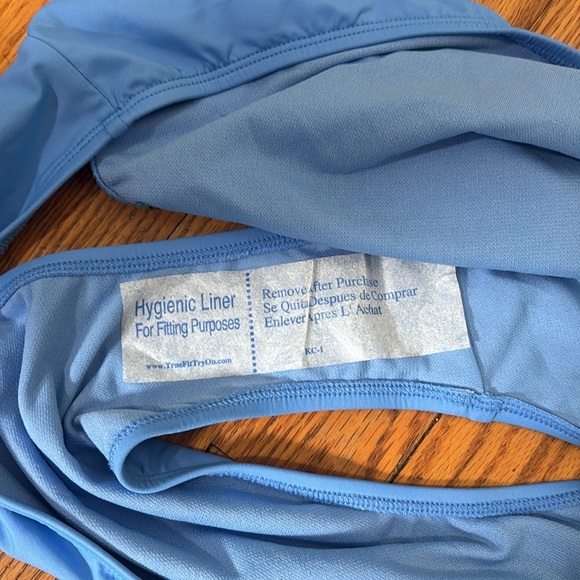 Hygienic Liner
For Fitting Purposes
www.TrueFitTryOn.com
Remove After Purchase
Se Quita Despues de Comprar
Enlever Apres L' Achat
KC-1